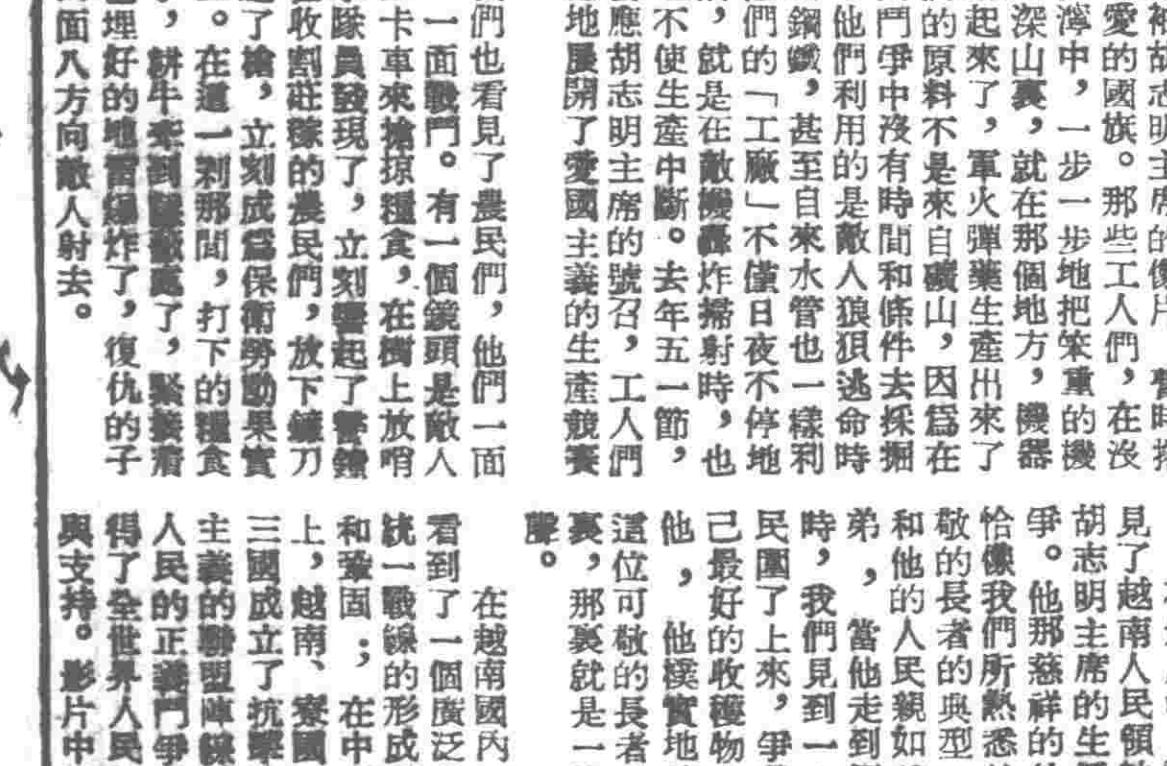 胡志明主席的像片
愛的國旗。那些工人們，在沒
濘中，一步一步地把笨重的機
深山裏，就在那個地方，機器
起來了，軍火彈藥生產出來了
的原料不是來自礦山，因爲在
鬥爭中沒有時間和條件去採掘
他們利用的是敵人狼狽逃命時
鋼鐵，甚至自來水管也一樣利
們的「工廠」不僅日夜不停地
，就是在敵機轟炸掃射時，也
不使生產中斷。去年五一節，
應胡志明主席的號召，工人們
地展開了愛國主義的生產競賽
們也看見了農民們，他們一面
一面戰鬥。有一個鏡頭是敵人
卡車來搶掠糧食，在樹上放哨
隊員發現了，立刻響起了警鐘
收割莊稼的農民們，放下鐮刀
了槍，立刻成爲保衛勞動果實
。在這一剎那間，打下的糧食
，耕牛牽到隱蔽處了，緊接着
埋好的地雷爆炸了，復仇的子
面八方向敵人射去。
見了越南人民領
胡志明主席的生
爭。他那慈祥的
恰像我們所熟悉
敬的長者的典型
和他的人民親如
弟，當他走到
時，我們見到一
民圍了上來，爭
己最好的收穫物
他，他樸實地
這位可敬的長者
裏，那裏就是一
聲。
在越南國內
看到了一個廣泛
統一戰線的形成
和鞏固；在中
上，越南、寮國
三國成立了抗擊
主義的聯盟陣線
人民的正義鬥爭
得了全世界人民
與支持。影片中